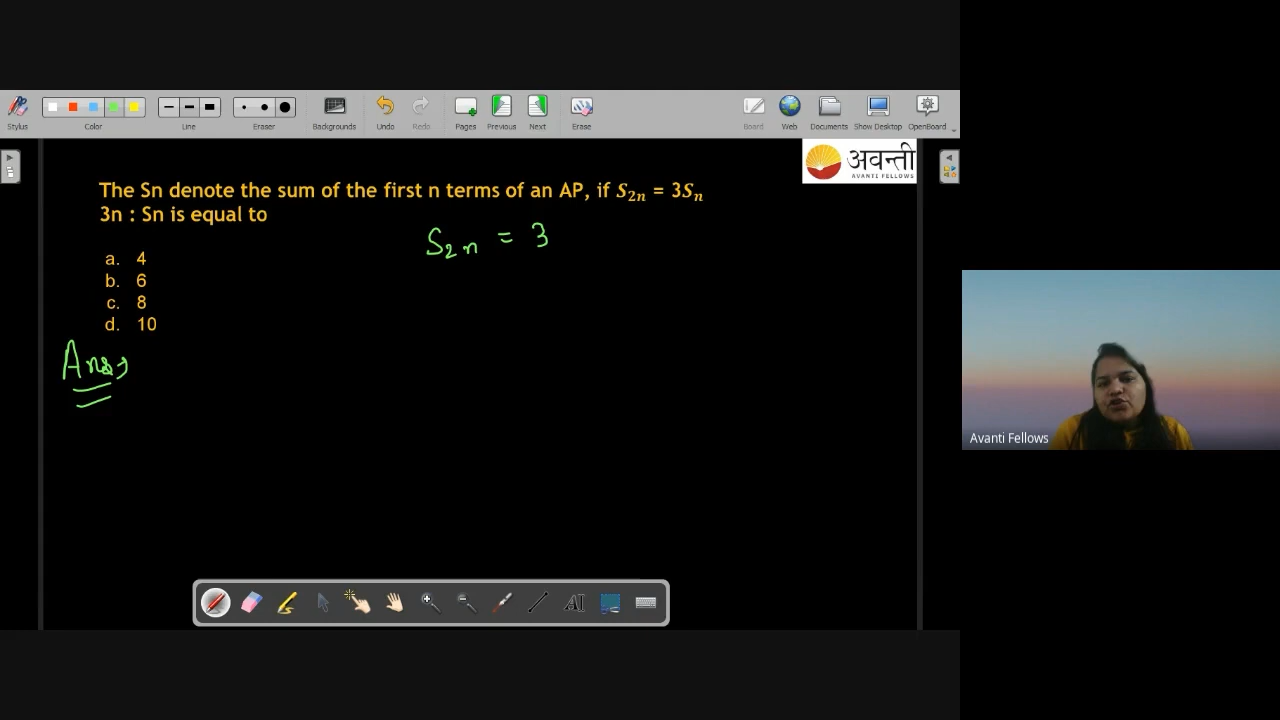 Stylus
Color
Line
Eraser
Backgrounds
Undo
Redo
Pages
Previous
Next
Erase
Board
Web
Documents
Show Desktop
OpenBoard
अवन्ती
AVANTI FELLOWS
The Sn denote the sum of the first n terms of an AP, if S₂ₙ = 3Sₙ
3n : Sn is equal to
S₂ₙ = 3
a. 4
b. 6
c. 8
d. 10
Ans,
AI
Avanti Fellows